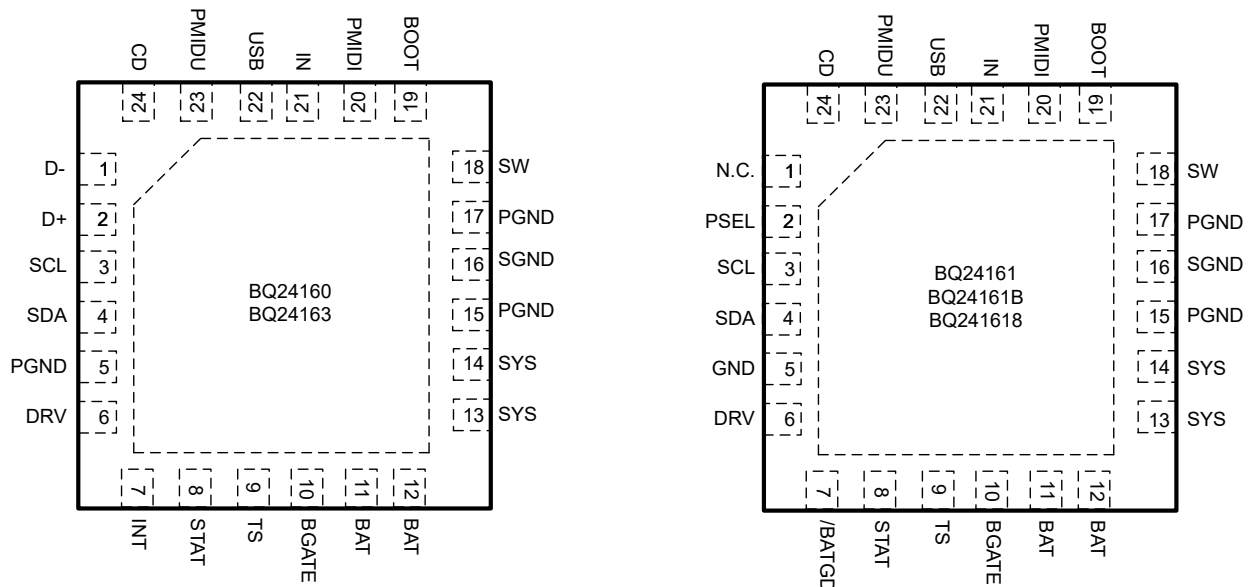 CD PMIDU USB IN PMIDI BOOT
24 23 22 21 20 19
D- 1
D+ 2
SCL 3
SDA 4
PGND 5
DRV 6
BQ24160
BQ24163
18 SW
17 PGND
16 SGND
15 PGND
14 SYS
13 SYS
7 8 9 10 11 12
INT STAT TS BGATE BAT BAT
CD PMIDU USB IN PMIDI BOOT
24 23 22 21 20 19
N.C. 1
PSEL 2
SCL 3
SDA 4
GND 5
DRV 6
BQ24161
BQ24161B
BQ241618
18 SW
17 PGND
16 SGND
15 PGND
14 SYS
13 SYS
7 8 9 10 11 12
/BATGD STAT TS BGATE BAT BAT